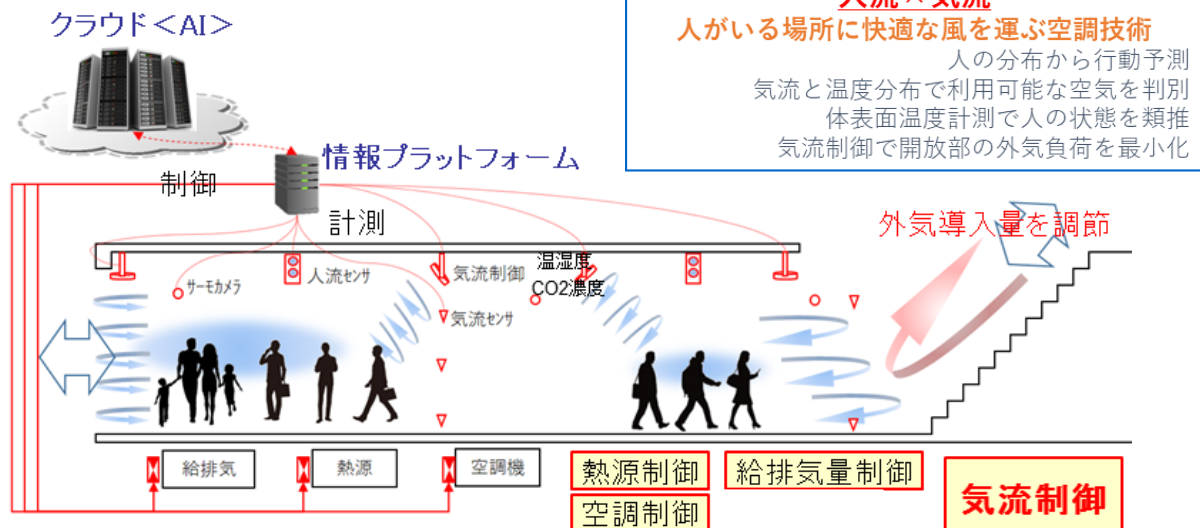 人流×気流
人がいる場所に快適な風を運ぶ空調技術
人の分布から行動予測
気流と温度分布で利用可能な空気を判別
体表面温度計測で人の状態を類推
気流制御で開放部の外気負荷を最小化
クラウド＜AI＞
情報プラットフォーム
制御
計測
外気導入量を調節
サーモカメラ
人流センサ
気流制御
温湿度
CO2濃度
気流センサ
給排気
熱源
空調機
熱源制御
給排気量制御
空調制御
気流制御